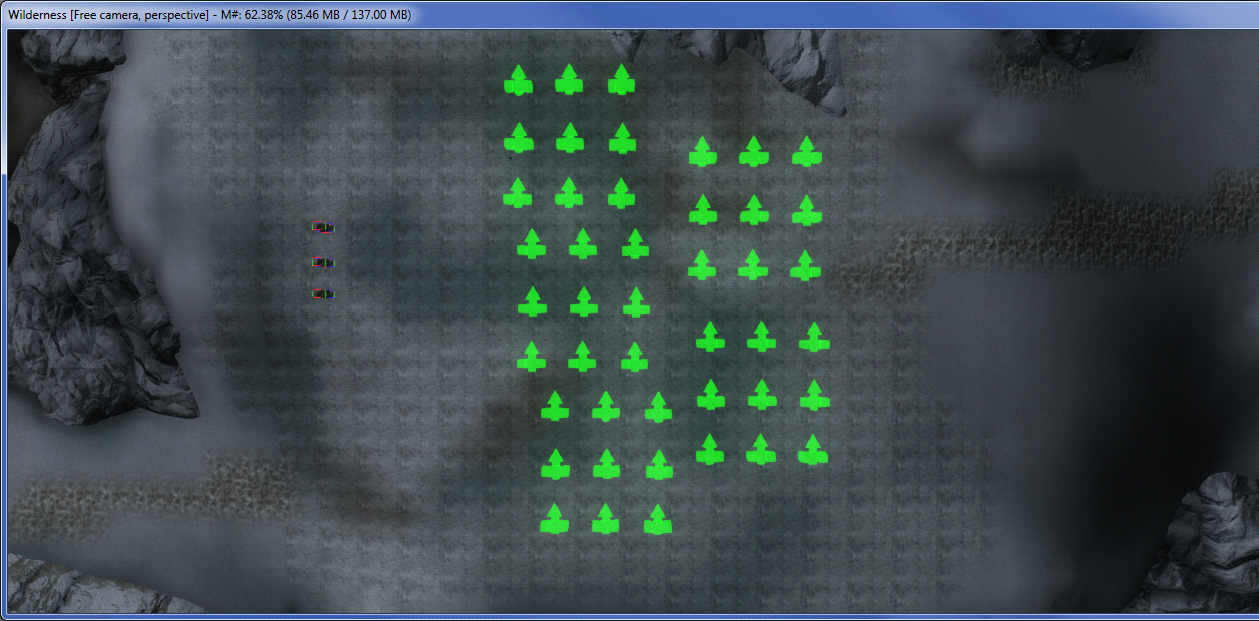 Wilderness [Free camera, perspective] - M#: 62.38% (85.46 MB / 137.00 MB)